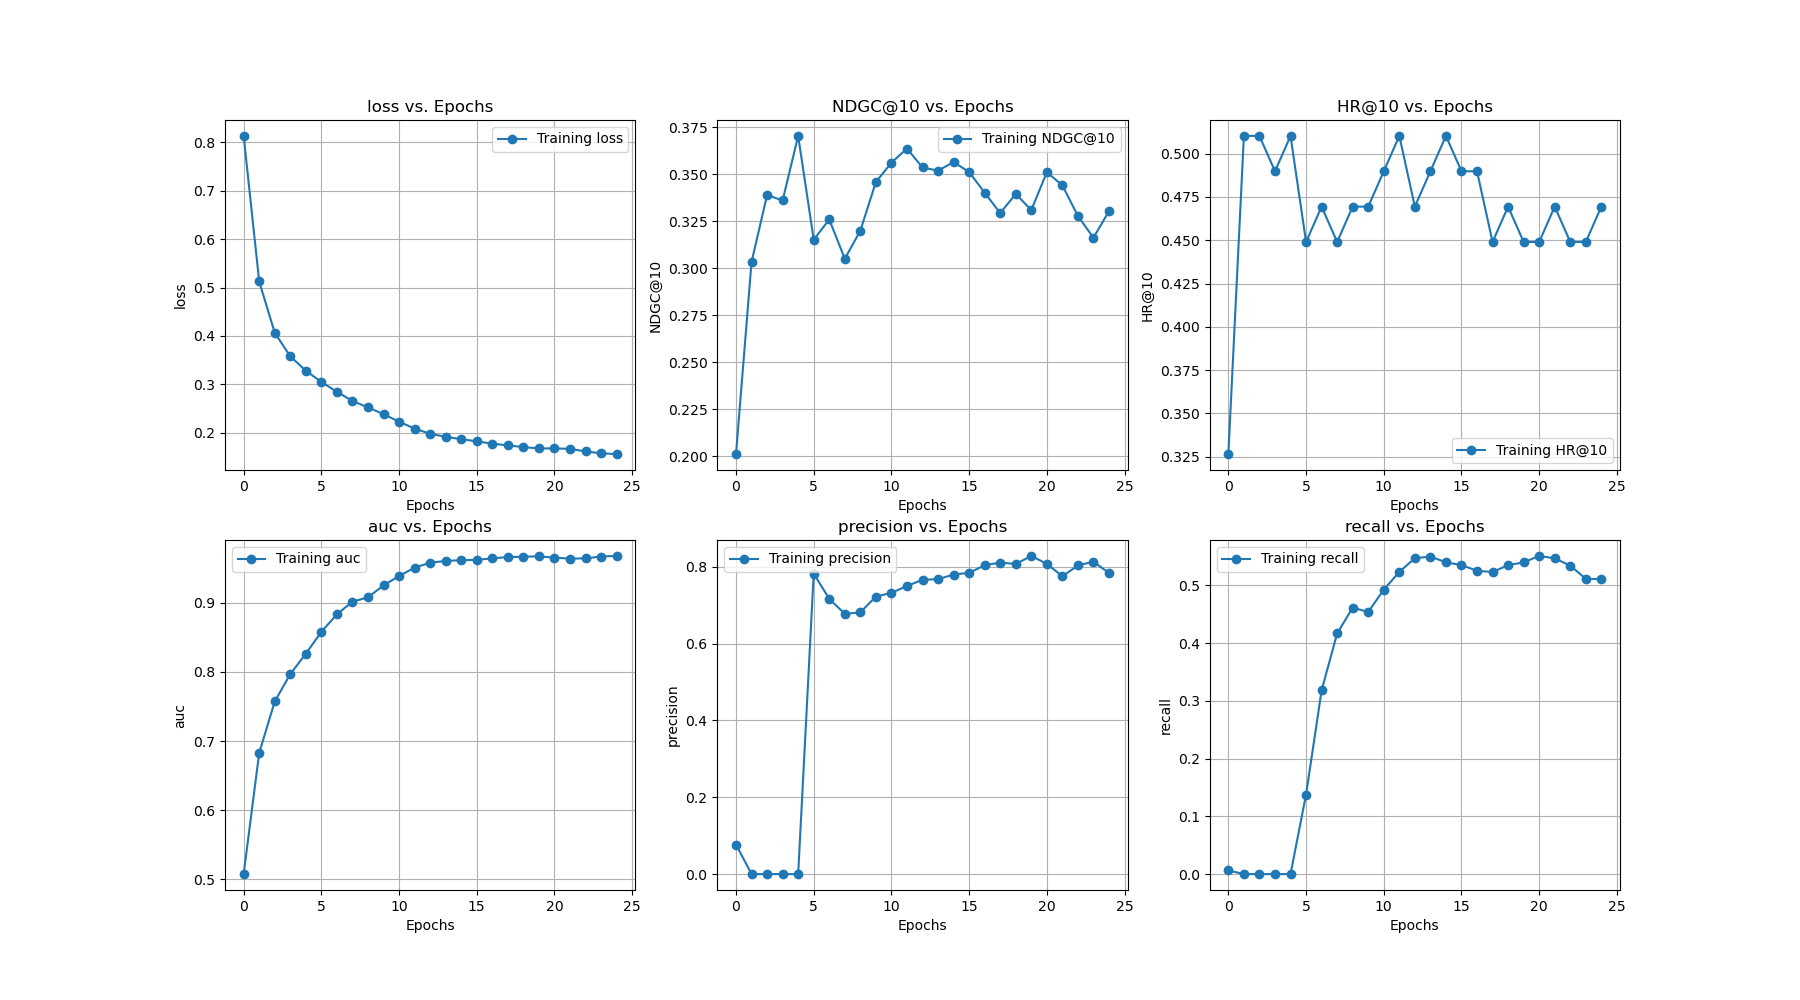 loss vs. Epochs
0.8
0.7
0.6
0.5
0.4
0.3
0.2
loss
Training loss
0 5 10 15 20 25
Epochs
NDGC@10 vs. Epochs
0.375
0.350
0.325
0.300
0.275
0.250
0.225
0.200
NDGC@10
Training NDGC@10
0 5 10 15 20 25
Epochs
HR@10 vs. Epochs
0.500
0.475
0.450
0.425
0.400
0.375
0.350
0.325
HR@10
Training HR@10
0 5 10 15 20 25
Epochs
auc vs. Epochs
Training auc
0.9
0.8
0.7
0.6
0.5
auc
0 5 10 15 20 25
Epochs
precision vs. Epochs
Training precision
0.8
0.6
0.4
0.2
0.0
precision
0 5 10 15 20 25
Epochs
recall vs. Epochs
Training recall
0.5
0.4
0.3
0.2
0.1
0.0
recall
0 5 10 15 20 25
Epochs